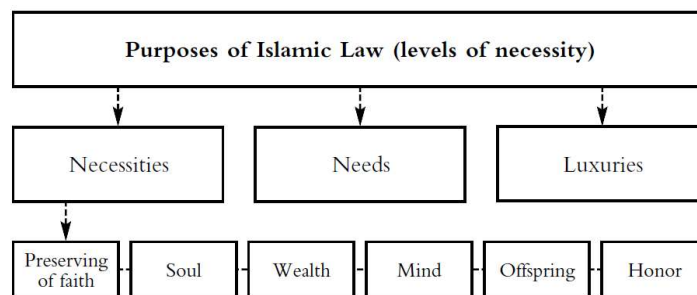 Purposes of Islamic Law (levels of necessity)
Necessities
Needs
Luxuries
Preserving
of faith
Soul
Wealth
Mind
Offspring
Honor